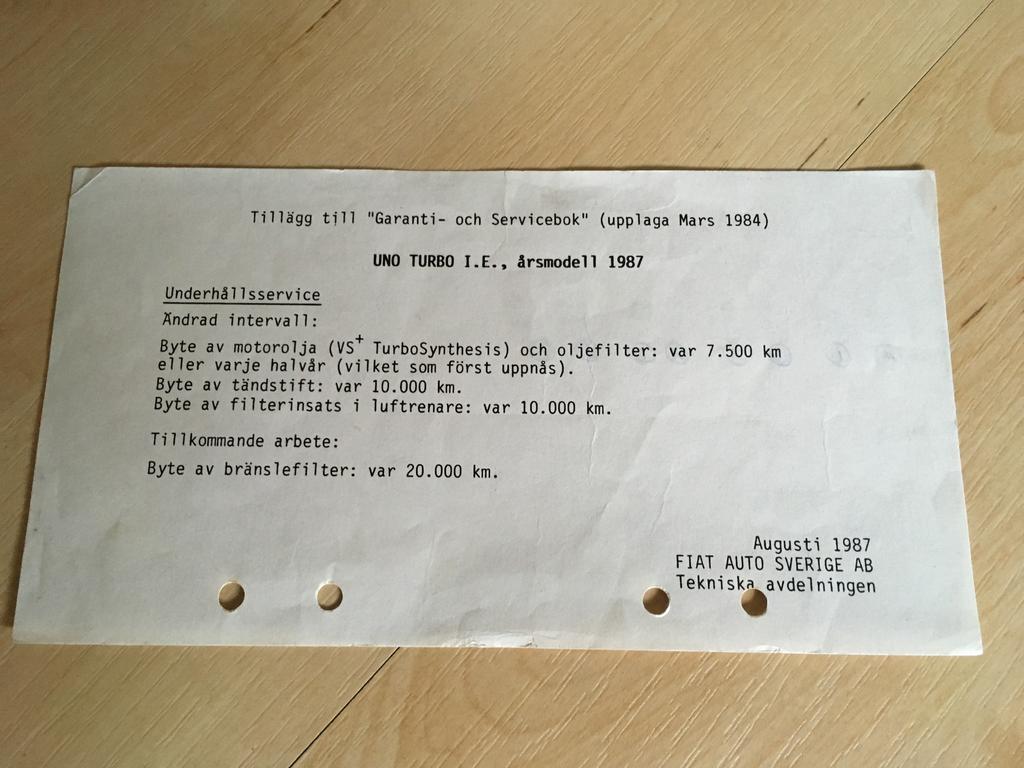 Tillägg till "Garanti- och Servicebok" (upplaga Mars 1984)
UNO TURBO I.E., årsmodell 1987
Underhållsservice
Ändrad intervall:
Byte av motorolja (VS+ TurboSynthesis) och oljefilter: var 7.500 km
eller varje halvår (vilket som först uppnås).
Byte av tändstift: var 10.000 km.
Byte av filterinsats i luftrenare: var 10.000 km.
Tillkommande arbete:
Byte av bränslefilter: var 20.000 km.
Augusti 1987
FIAT AUTO SVERIGE AB
Tekniska avdelningen